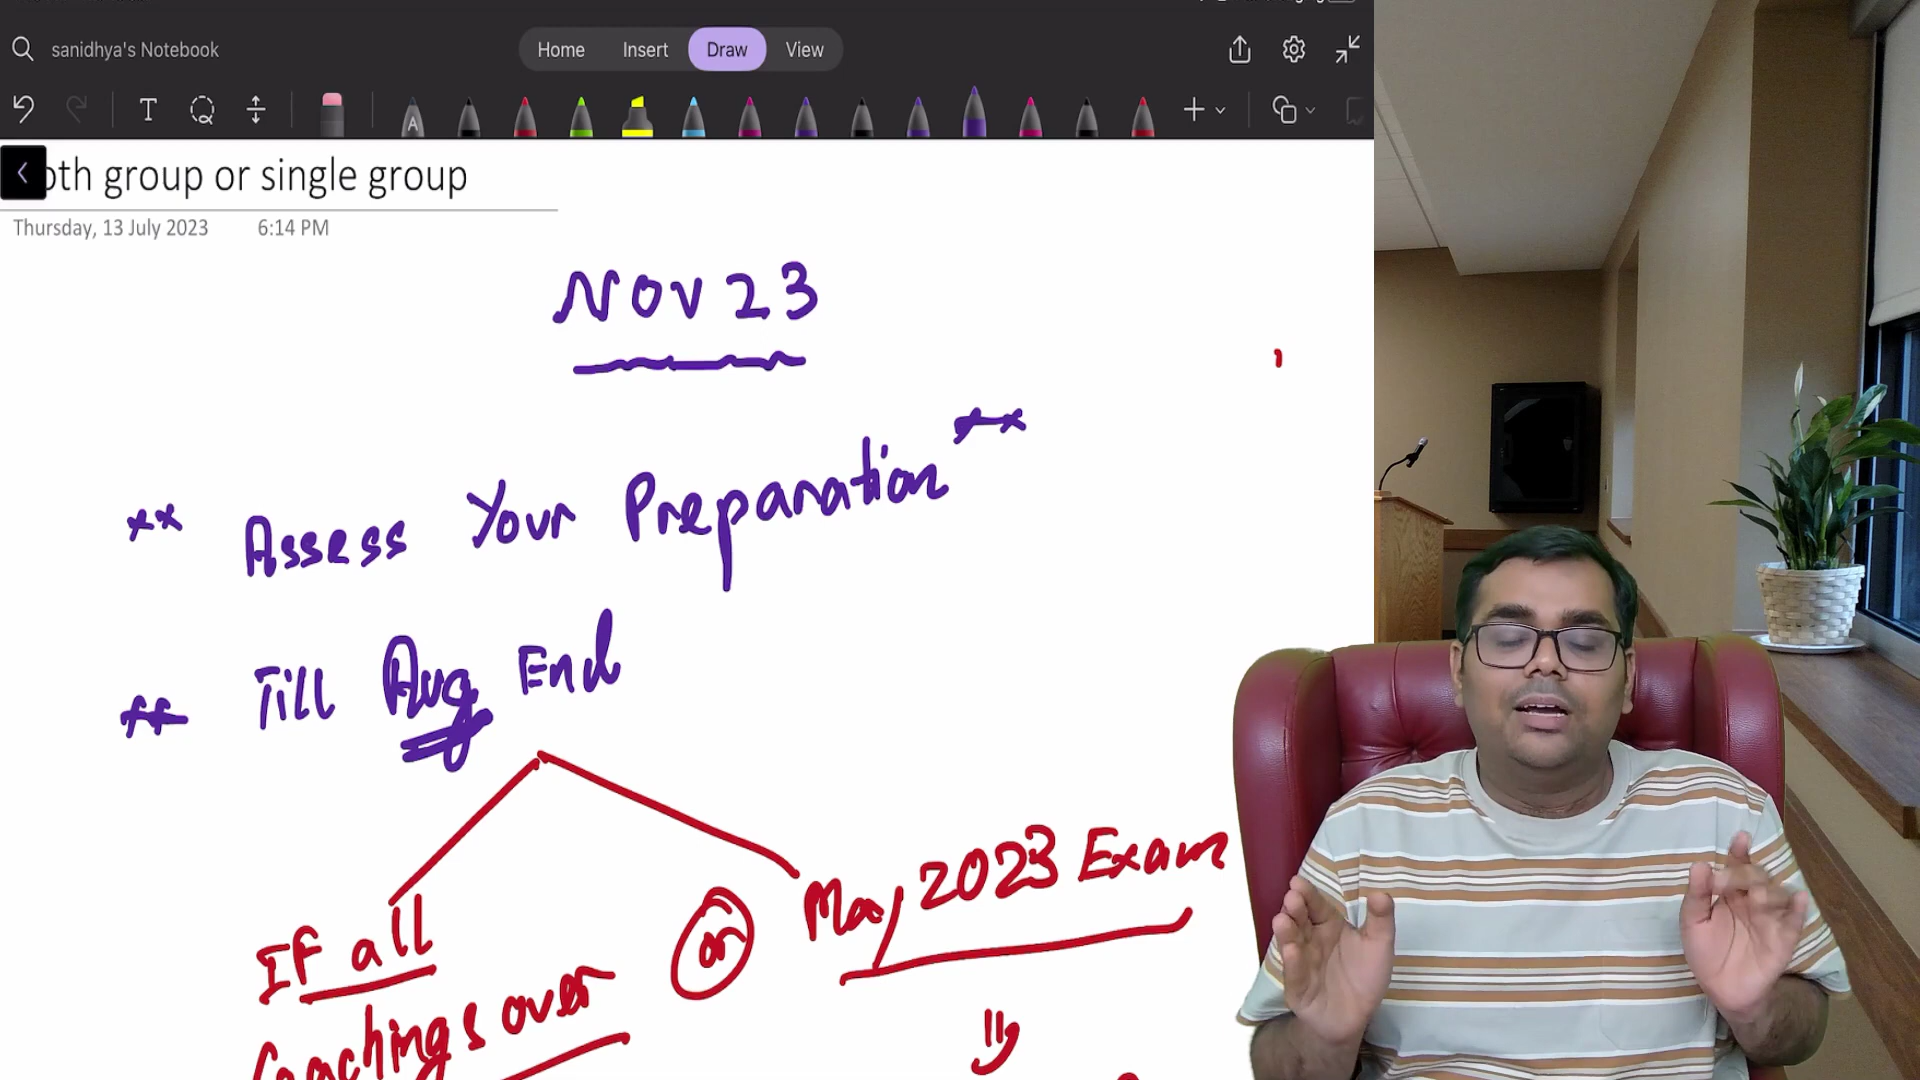 sanidhya's Notebook
Home Insert Draw View
T
A
oth group or single group
Thursday, 13 July 2023 6:14 PM
Nov 23
** Assess Your Preparation **
** Till Aug End
If all or May 2023 Exam
Coachings over